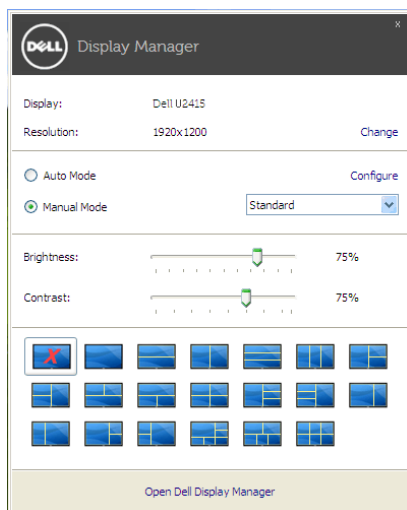 x
DELL Display Manager
Display: Dell U2415
Resolution: 1920x1200 Change
Auto Mode Configure
Manual Mode Standard
Brightness: 75%
Contrast: 75%
Open Dell Display Manager